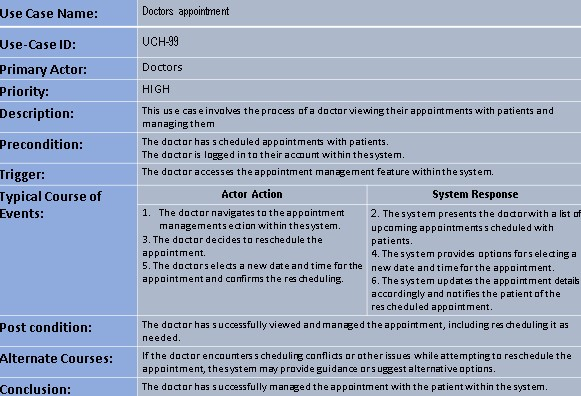 Use Case Name: Doctors appointment
Use-Case ID: UCH-99
Primary Actor: Doctors
Priority: HIGH
Description: This use case involves the process of a doctor viewing their appointments with patients and
managing them
Precondition: The doctor has scheduled appointments with patients.
The doctor is logged in to their account within the system.
Trigger: The doctor accesses the appointment management feature within the system.
Typical Course of
Events:
Actor Action
1. The doctor navigates to the appointment
management section within the system.
3. The doctor decides to reschedule the
appointment.
5. The doctor selects a new date and time for the
appointment and confirms the rescheduling.
System Response
2. The system presents the doctor with a list of
upcoming appointments scheduled with
patients.
4. The system provides options for selecting a
new date and time for the appointment.
6. The system updates the appointment details
accordingly and notifies the patient of the
rescheduled appointment.
Post condition: The doctor has successfully viewed and managed the appointment, including rescheduling it as
needed.
Alternate Courses: If the doctor encounters scheduling conflicts or other issues while attempting to reschedule the
appointment, the system may provide guidance or suggest alternative options.
Conclusion: The doctor has successfully managed the appointment with the patient within the system.